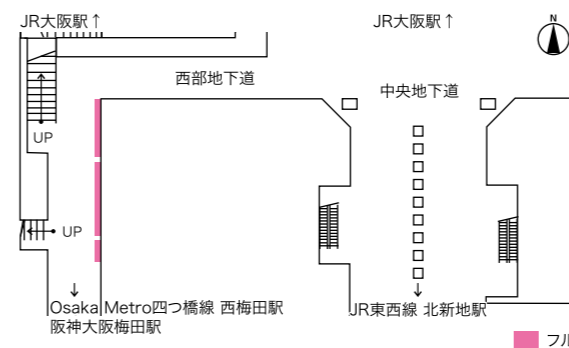 JR大阪駅↑
JR大阪駅↑
N
西部地下道
中央地下道
UP
UP
Osaka Metro四つ橋線 西梅田駅
阪神大阪梅田駅
JR東西線 北新地駅
フル